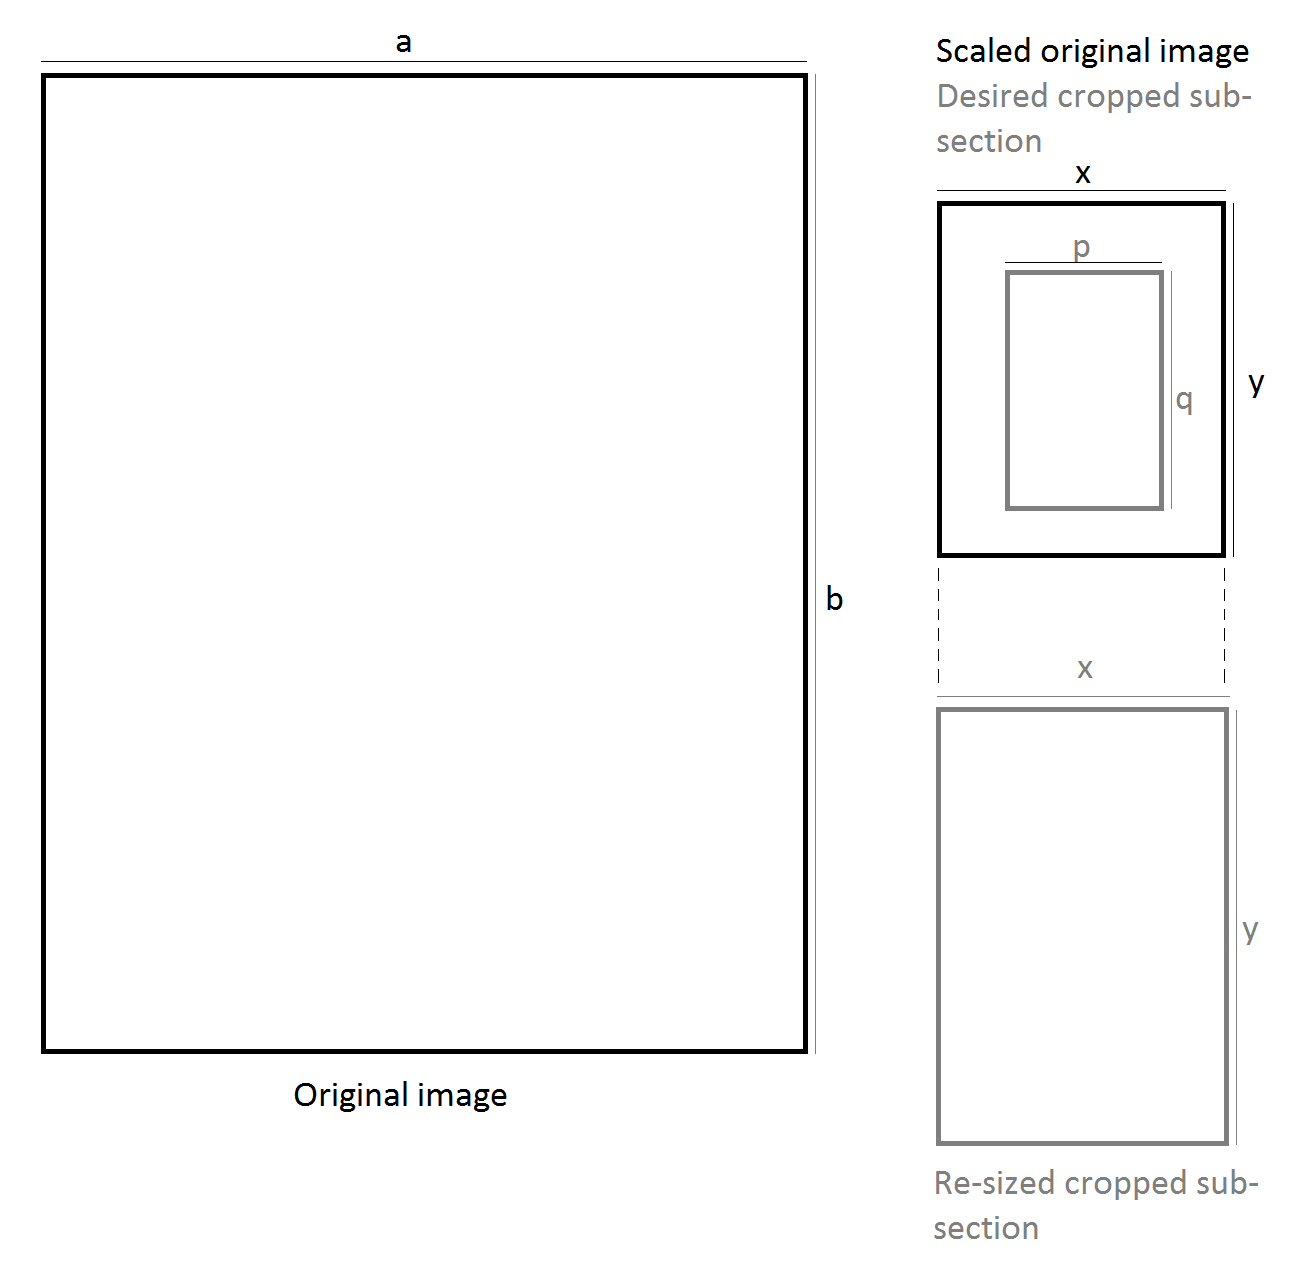 a
b
Original image
Scaled original image
Desired cropped sub-
section
x
p
q
y
x
y
Re-sized cropped sub-
section